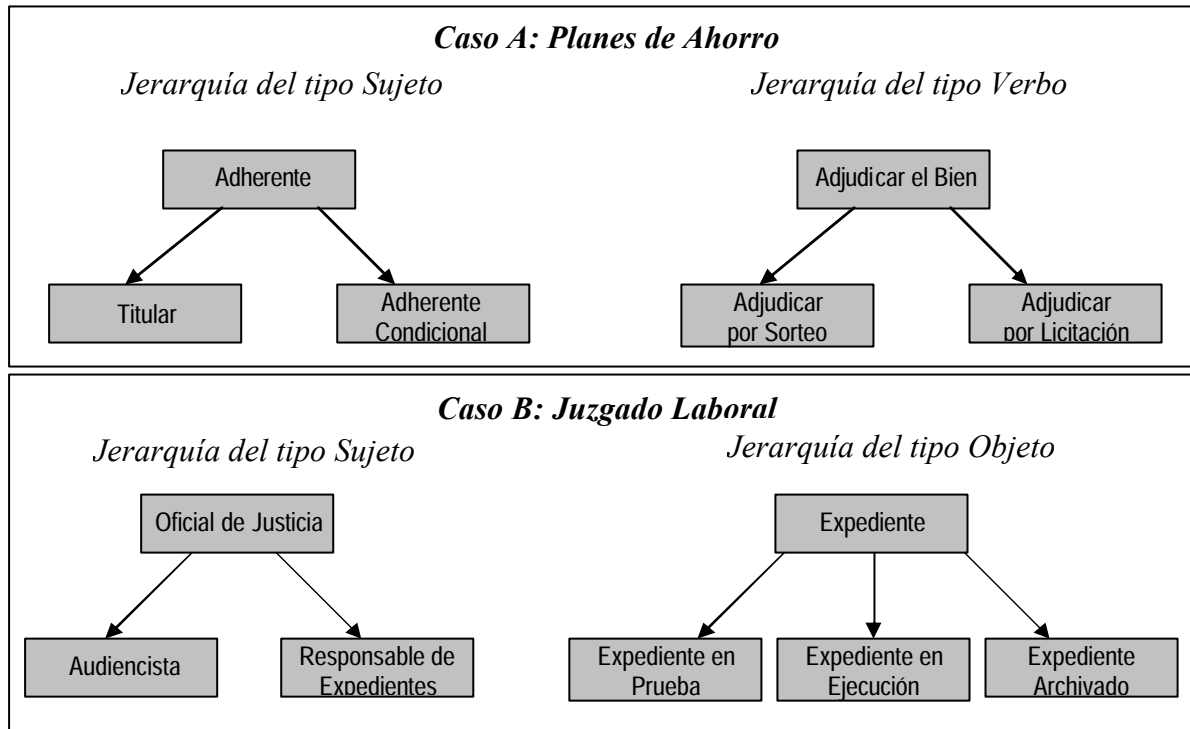 Caso A: Planes de Ahorro
Jerarquía del tipo Sujeto
Jerarquía del tipo Verbo
Adherente
Adjudicar el Bien
Titular
Adherente
Condicional
Adjudicar
por Sorteo
Adjudicar
por Licitación
Caso B: Juzgado Laboral
Jerarquía del tipo Sujeto
Jerarquía del tipo Objeto
Oficial de Justicia
Expediente
Audiencista
Responsable de
Expedientes
Expediente en
Prueba
Expediente en
Ejecución
Expediente
Archivado